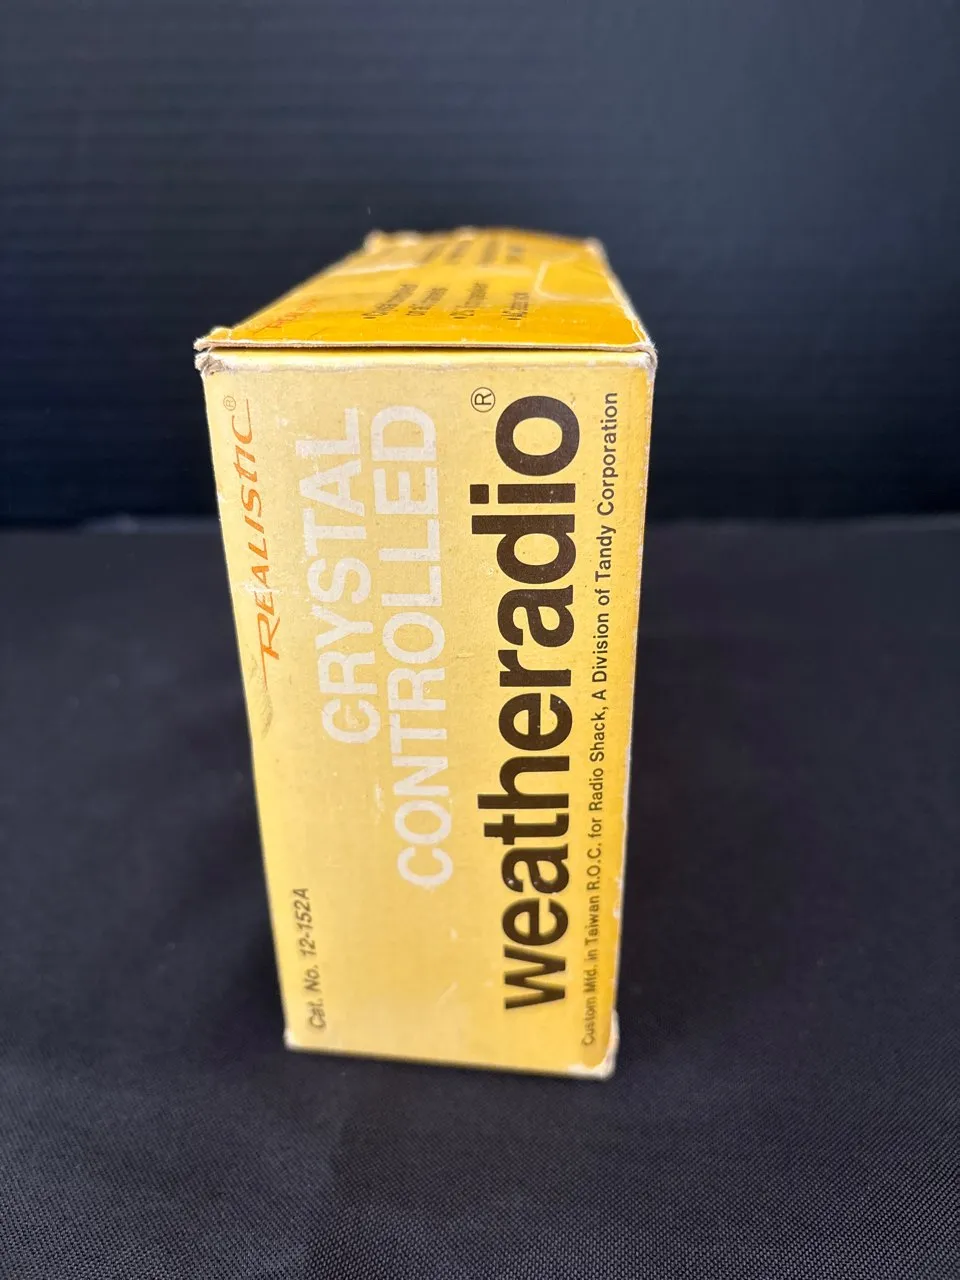 REALISTIC®
CRYSTAL
CONTROLLED
weatheradio®
Cat. No. 12-152A
Custom Mfd. in Taiwan R.O.C. for Radio Shack, A Division of Tandy Corporation